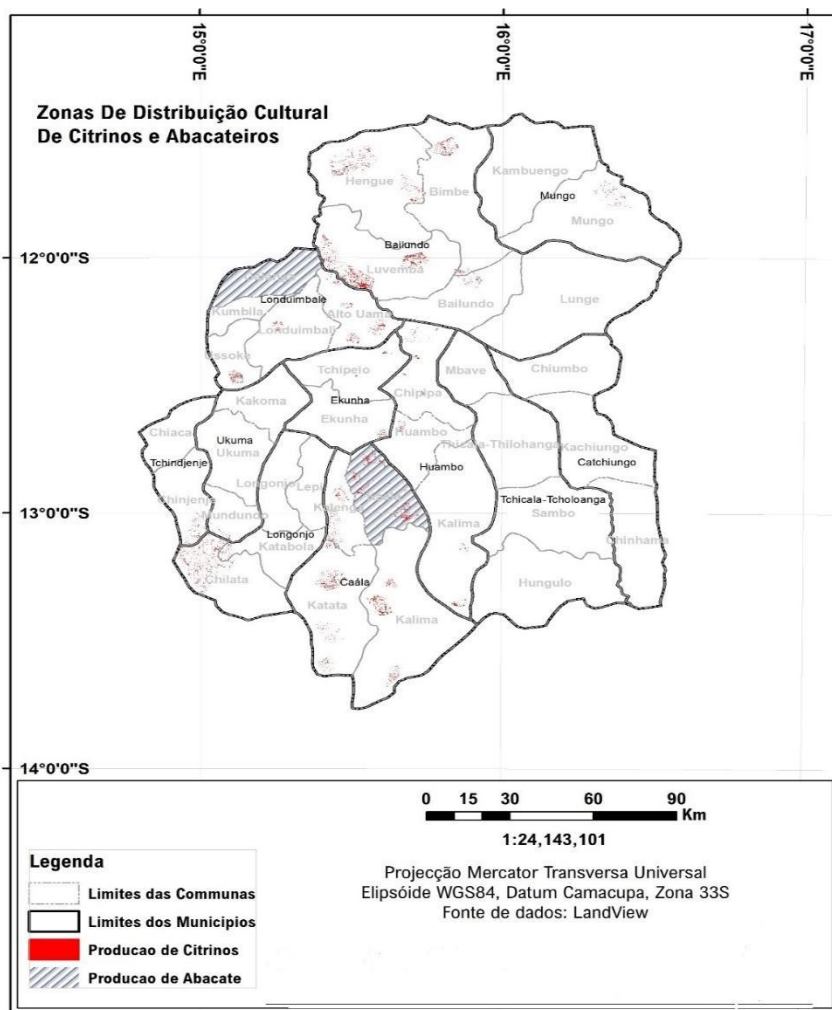 15°0'0"E
16°0'0"E
17°0'0"E
Zonas De Distribuição Cultural
De Citrinos e Abacateiros
Kambuengo
Hengue
Bimbe
Mungo
Mungo
Bailundo
12°0'0"S
Luvemba
Londuimbale
Bailundo
Lunge
Kumbila
Alto Uama
Londuimbali
Ussoke
Tchipeio
Mbave
Chiumbo
Kakoma
Ekunha
Chipipa
Ekunha
Chiaca
Huambo
Ukuma
Kachiungo
Ukuma
Tchindjenje
Huambo
Catchiungo
Longonjo
Lepi
Chinjenje
Kalenga
Tchicala-Tcholoanga
13°0'0"S
Mundundo
Sambo
Kalima
Longonjo
Katabola
Chinhama
Chilata
Caála
Hungulo
Katata
Kalima
14°0'0"S
0 15 30 60 90
Km
1:24,143,101
Legenda
Limites das Communas
Limites dos Municipios
Producao de Citrinos
Producao de Abacate
Projecção Mercator Transversa Universal
Elipsóide WGS84, Datum Camacupa, Zona 33S
Fonte de dados: LandView